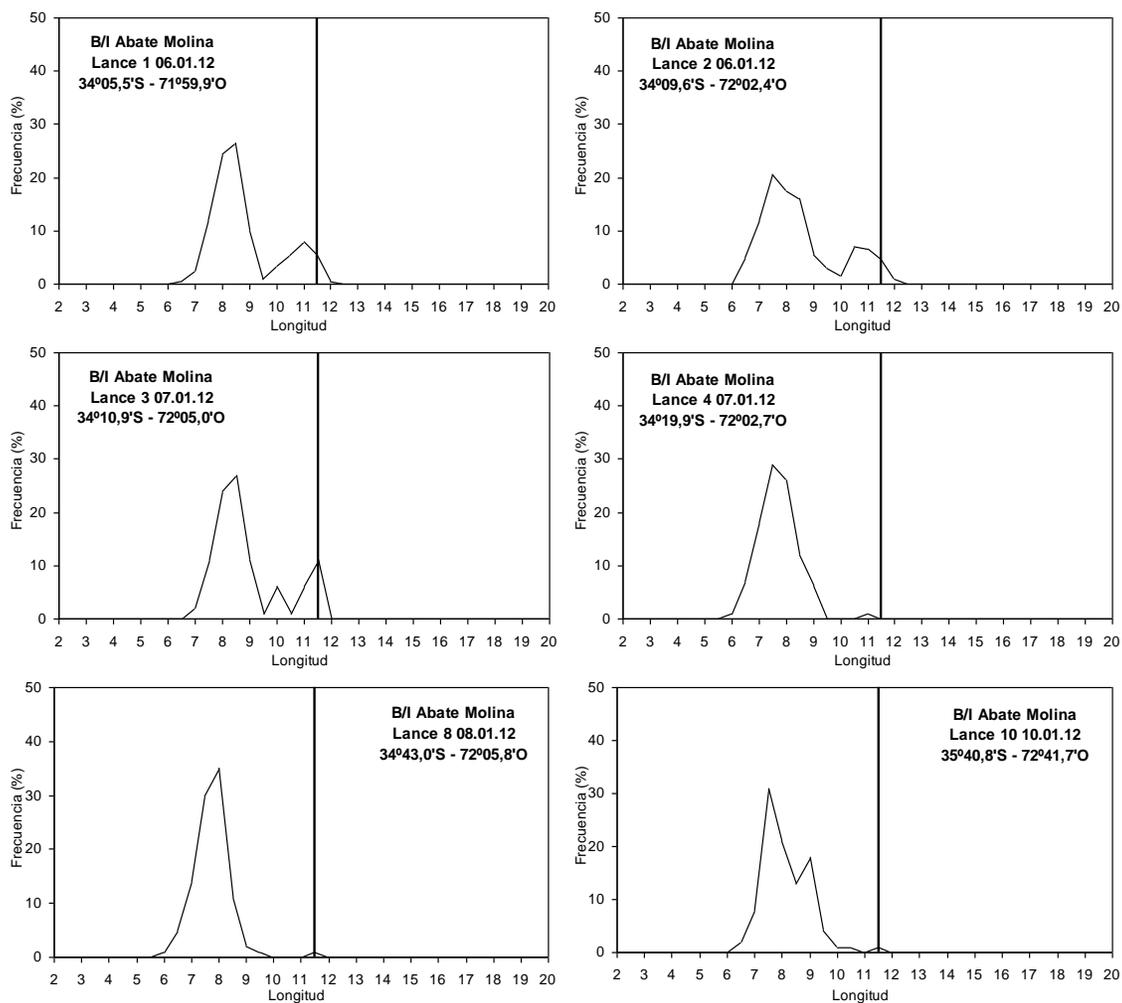 50
40
30
20
10
0
Frecuencia (%)
B/I Abate Molina
Lance 1 06.01.12
34º05,5'S - 71º59,9'O
2 3 4 5 6 7 8 9 10 11 12 13 14 15 16 17 18 19 20
Longitud
50
40
30
20
10
0
Frecuencia (%)
B/I Abate Molina
Lance 2 06.01.12
34º09,6'S - 72º02,4'O
2 3 4 5 6 7 8 9 10 11 12 13 14 15 16 17 18 19 20
Longitud
50
40
30
20
10
0
Frecuencia (%)
B/I Abate Molina
Lance 3 07.01.12
34º10,9'S - 72º05,0'O
2 3 4 5 6 7 8 9 10 11 12 13 14 15 16 17 18 19 20
Longitud
50
40
30
20
10
0
Frecuencia (%)
B/I Abate Molina
Lance 4 07.01.12
34º19,9'S - 72º02,7'O
2 3 4 5 6 7 8 9 10 11 12 13 14 15 16 17 18 19 20
Longitud
50
40
30
20
10
0
Frecuencia (%)
B/I Abate Molina
Lance 8 08.01.12
34º43,0'S - 72º05,8'O
2 3 4 5 6 7 8 9 10 11 12 13 14 15 16 17 18 19 20
Longitud
50
40
30
20
10
0
Frecuencia (%)
B/I Abate Molina
Lance 10 10.01.12
35º40,8'S - 72º41,7'O
2 3 4 5 6 7 8 9 10 11 12 13 14 15 16 17 18 19 20
Longitud